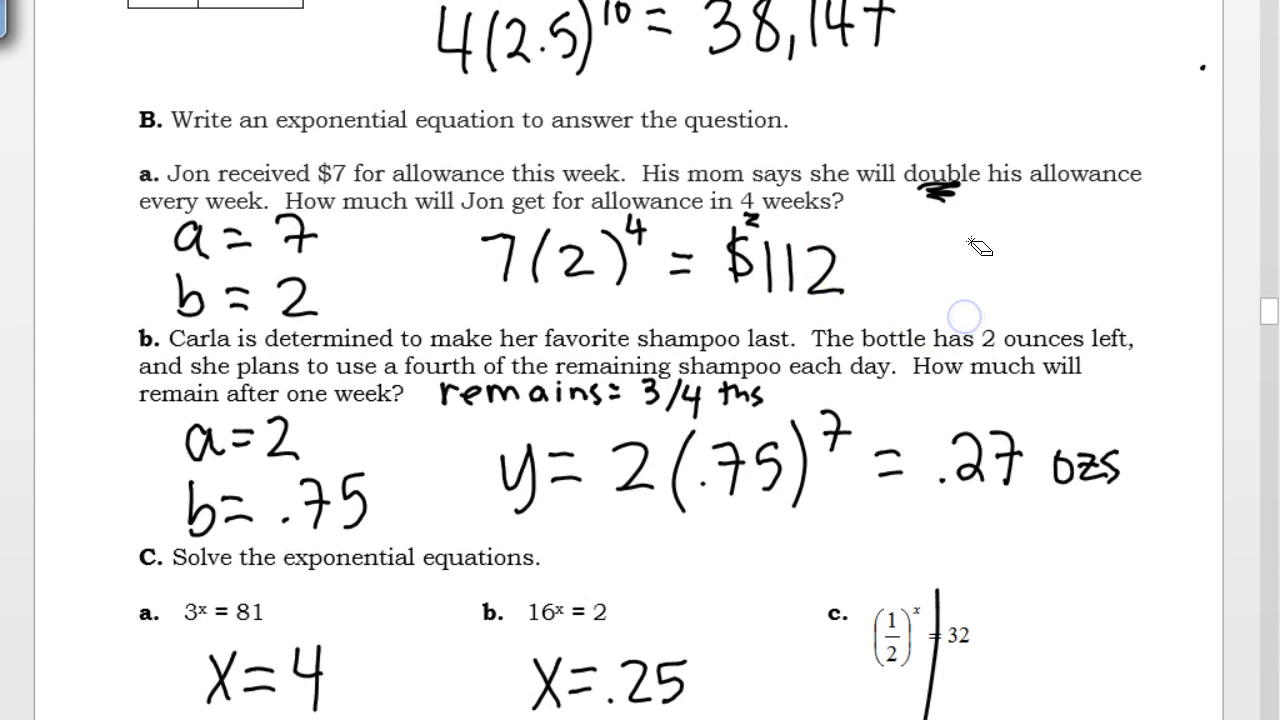 4(2.5)¹⁰ = 38,147
B. Write an exponential equation to answer the question.
a. Jon received $7 for allowance this week. His mom says she will double his allowance
every week. How much will Jon get for allowance in 4 weeks?
a = 7
b = 2
7(2)⁴ = $112
b. Carla is determined to make her favorite shampoo last. The bottle has 2 ounces left,
and she plans to use a fourth of the remaining shampoo each day. How much will
remain after one week? remains = 3/4 ths
a = 2
b = .75
y = 2(.75)⁷ = .27 ozs
C. Solve the exponential equations.
a. 3ˣ = 81
b. 16ˣ = 2
c. (1/2)ˣ = 32
x = 4
x = .25